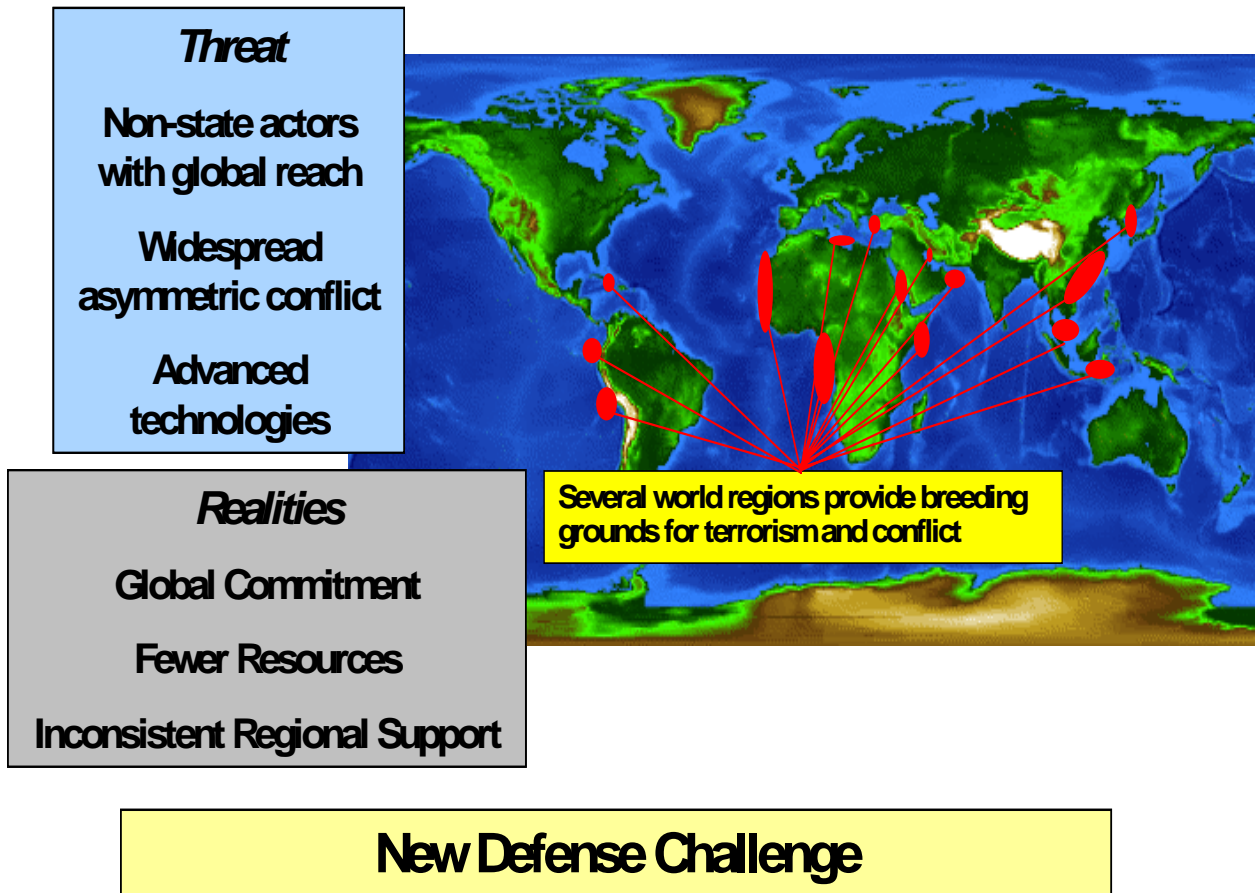 Threat
Non-state actors
with global reach
Widespread
asymmetric conflict
Advanced
technologies
Realities
Global Commitment
Fewer Resources
Inconsistent Regional Support
Several world regions provide breeding
grounds for terrorism and conflict
New Defense Challenge